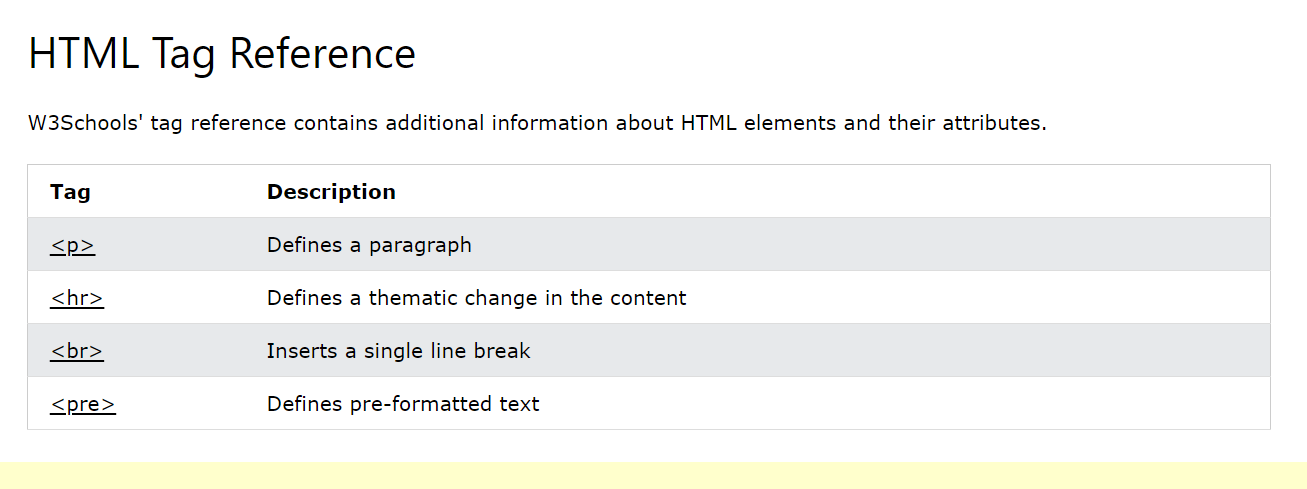 HTML Tag Reference
W3Schools' tag reference contains additional information about HTML elements and their attributes.
Tag Description
<p> Defines a paragraph
<hr> Defines a thematic change in the content
<br> Inserts a single line break
<pre> Defines pre-formatted text